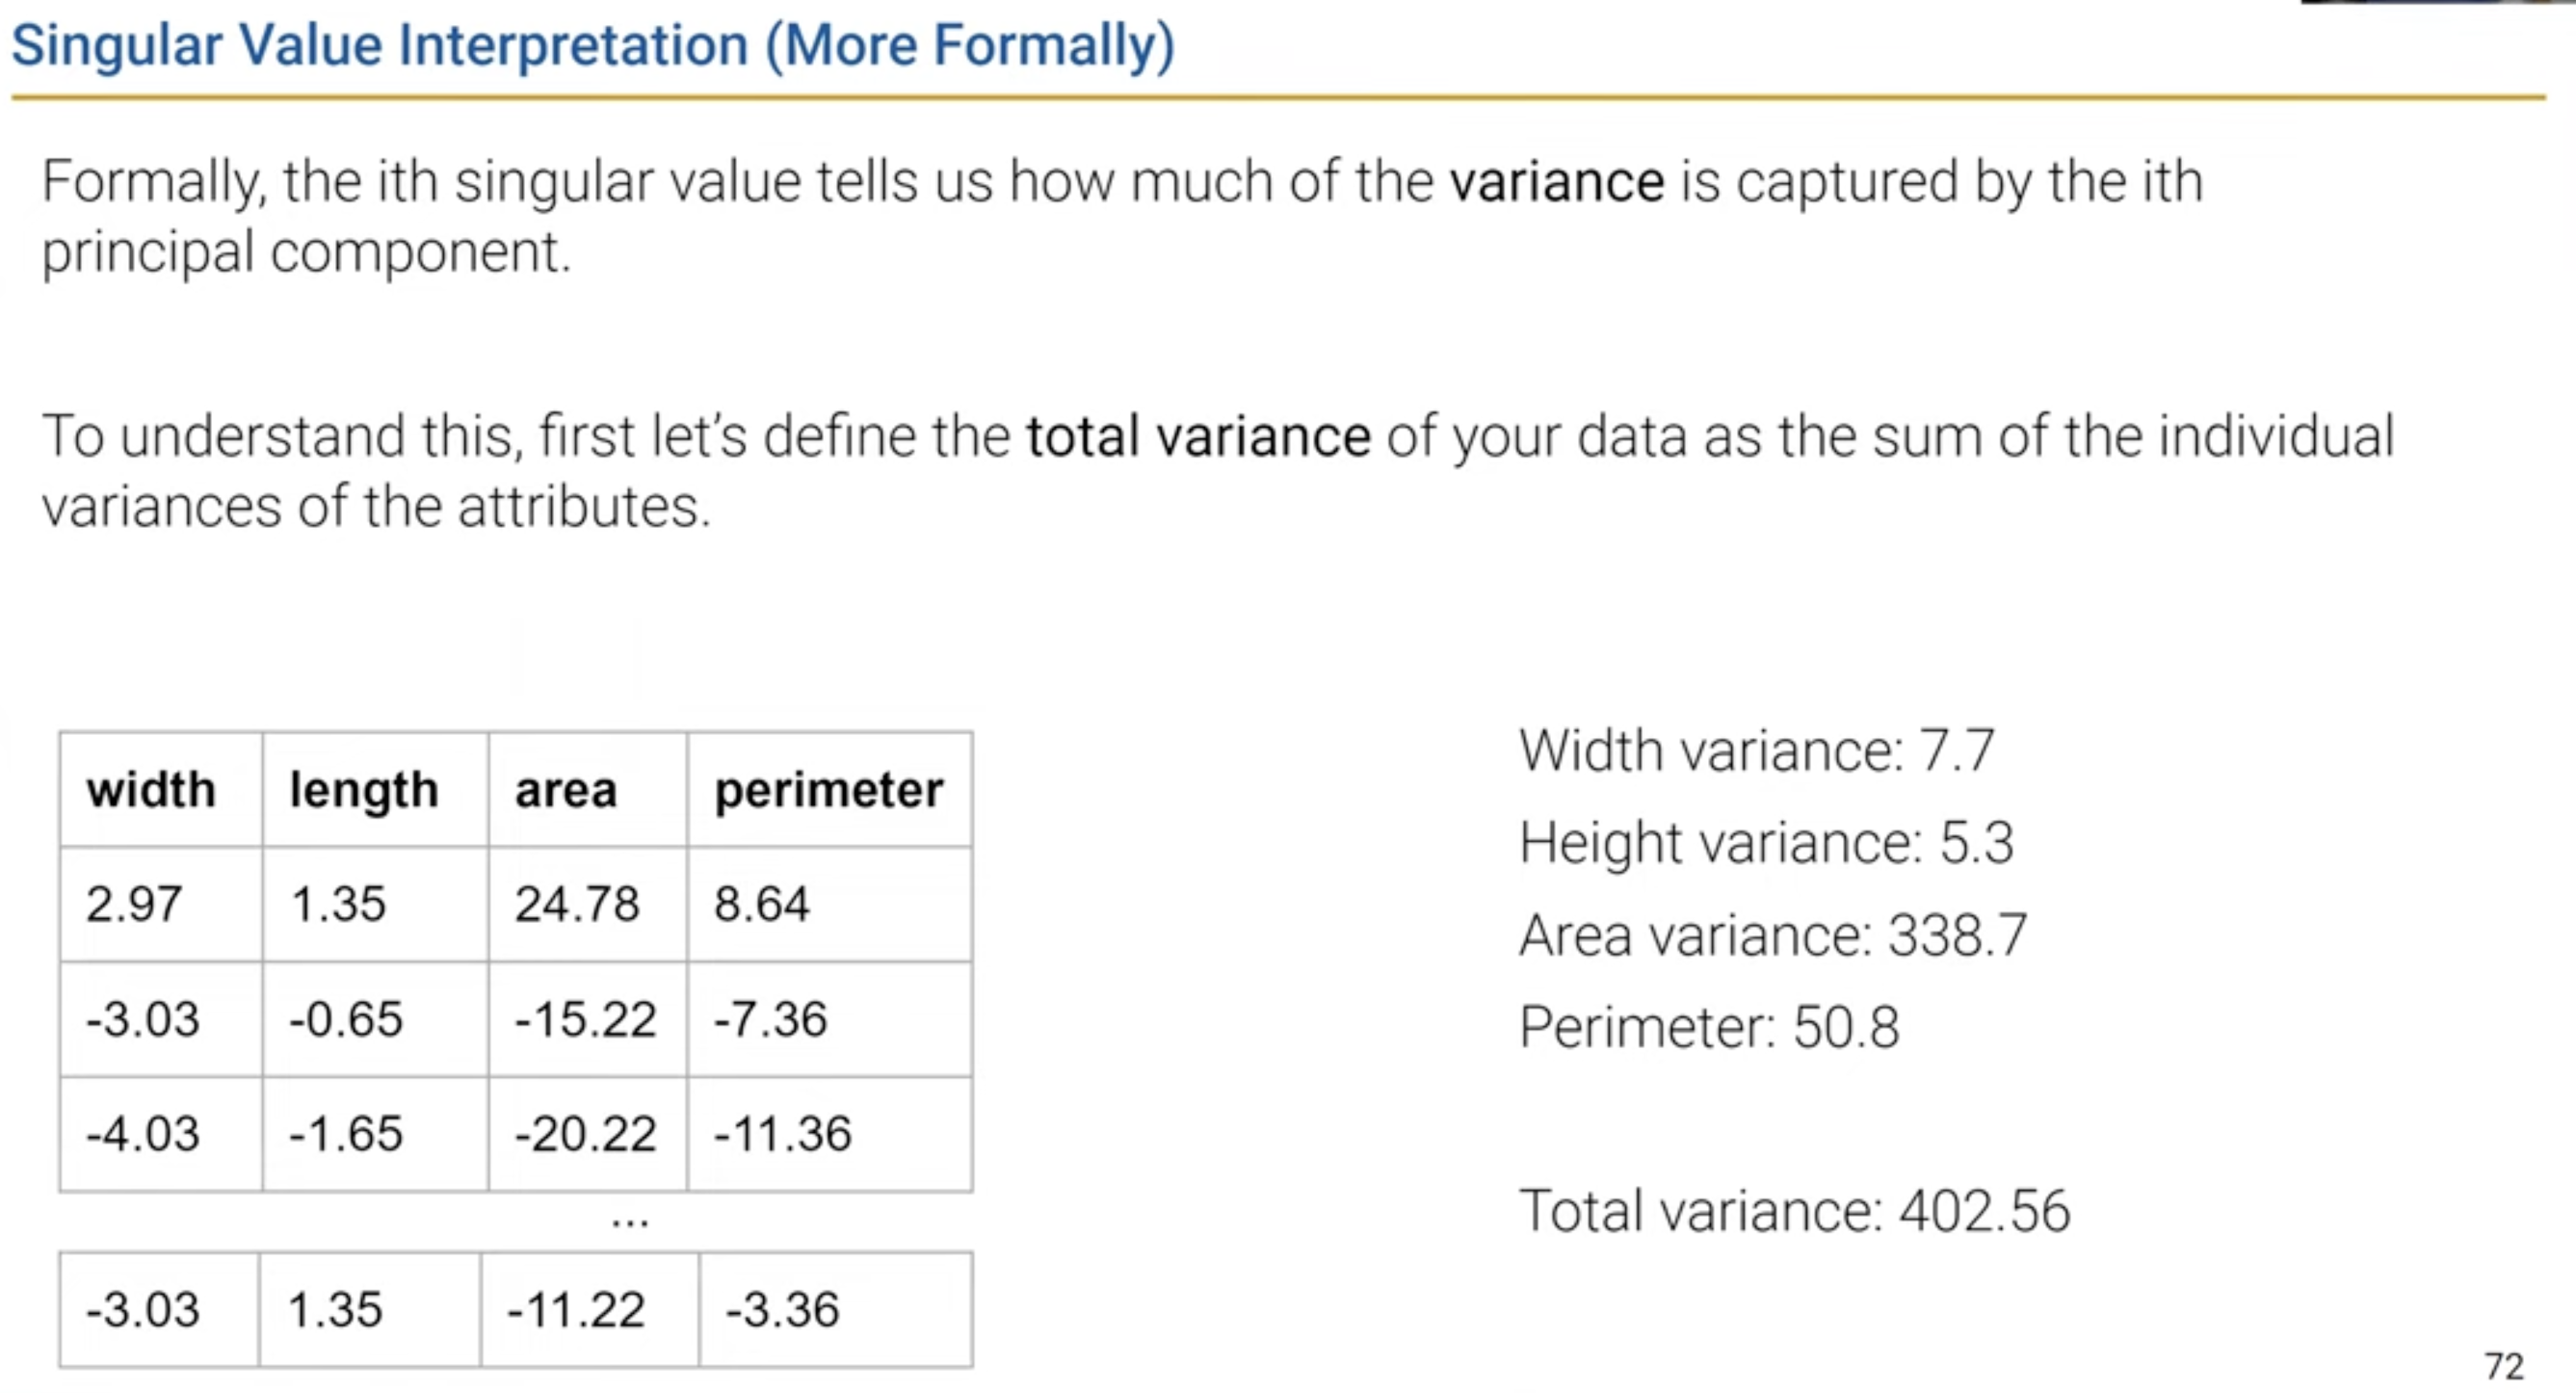 Singular Value Interpretation (More Formally)
Formally, the ith singular value tells us how much of the variance is captured by the ith
principal component.
To understand this, first let's define the total variance of your data as the sum of the individual
variances of the attributes.
width length area perimeter
2.97 1.35 24.78 8.64
-3.03 -0.65 -15.22 -7.36
-4.03 -1.65 -20.22 -11.36
...
-3.03 1.35 -11.22 -3.36
Width variance: 7.7
Height variance: 5.3
Area variance: 338.7
Perimeter: 50.8
Total variance: 402.56
72